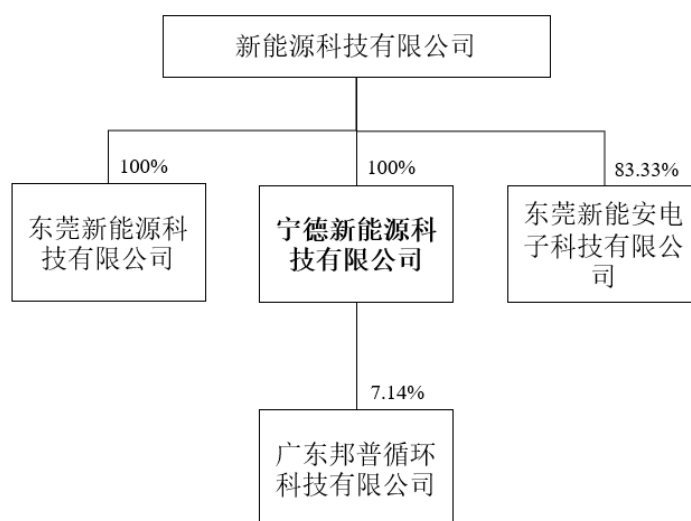 新能源科技有限公司
100%
100%
83.33%
东莞新能源科
技有限公司
宁德新能源科
技有限公司
东莞新能安电
子科技有限公
司
7.14%
广东邦普循环
科技有限公司